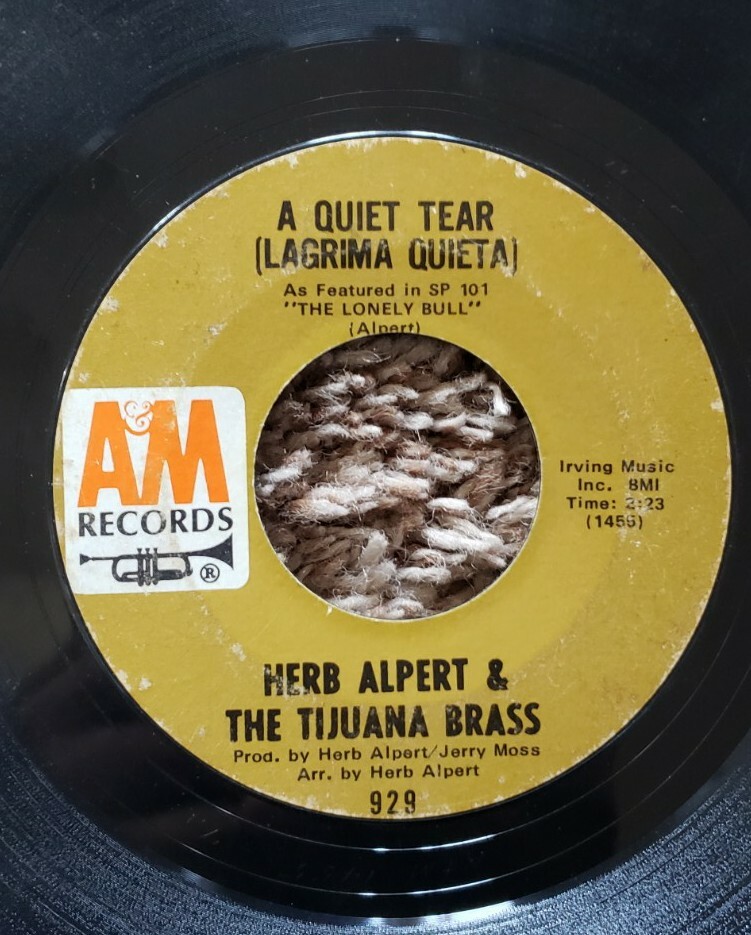 A QUIET TEAR
(LAGRIMA QUIETA)
As Featured in SP 101
"THE LONELY BULL"
(Alpert)
A&M
RECORDS
®
Irving Music
Inc. BMI
Time: 2:23
(1455)
HERB ALPERT &
THE TIJUANA BRASS
Prod. by Herb Alpert/Jerry Moss
Arr. by Herb Alpert
929